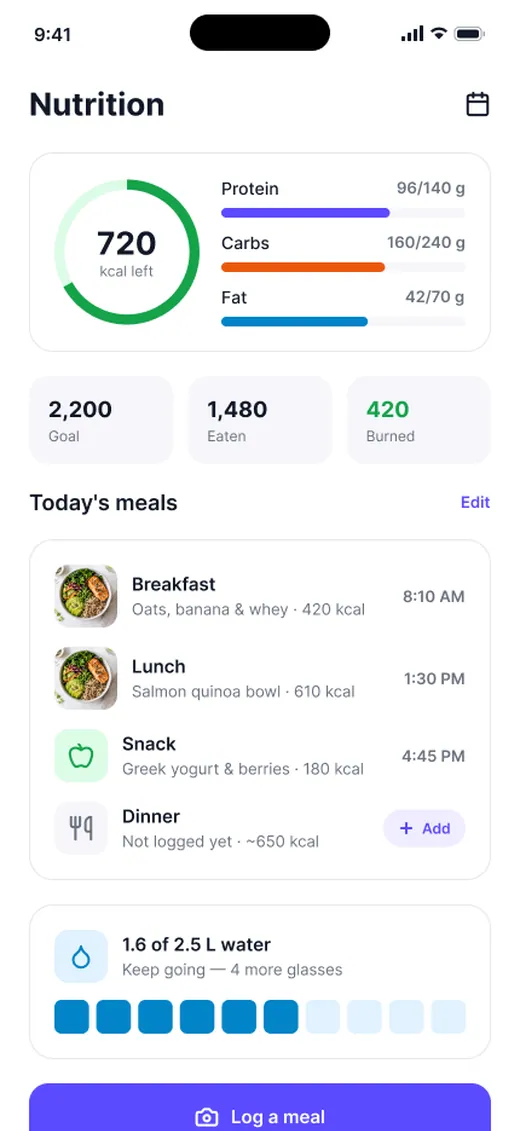 9:41
Nutrition
720
kcal left
Protein 96/140 g
Carbs 160/240 g
Fat 42/70 g
2,200
Goal
1,480
Eaten
420
Burned
Today's meals Edit
Breakfast
Oats, banana & whey · 420 kcal
8:10 AM
Lunch
Salmon quinoa bowl · 610 kcal
1:30 PM
Snack
Greek yogurt & berries · 180 kcal
4:45 PM
Dinner
Not logged yet · ~650 kcal
Add
1.6 of 2.5 L water
Keep going — 4 more glasses
Log a meal